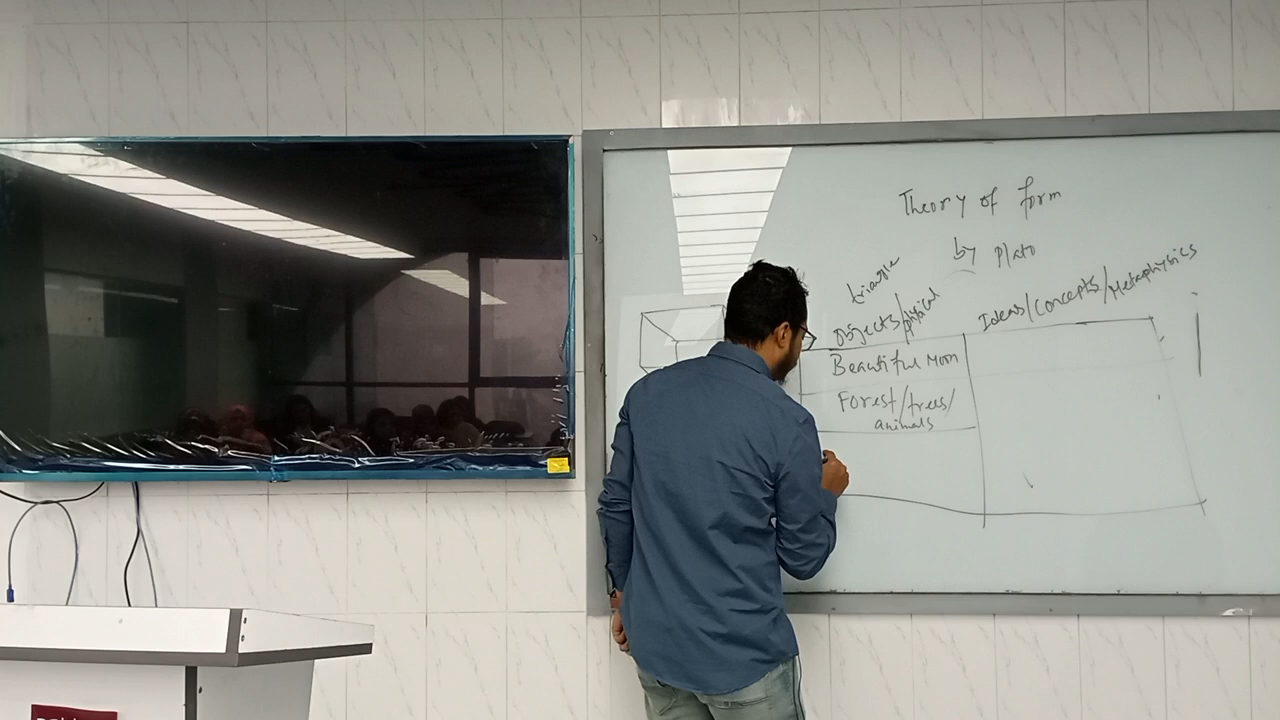 Theory of form
by Plato
triangle
Objects/physical
Ideas/Concepts/Metaphysics
Beautiful Moon
Forest/trees/
animals